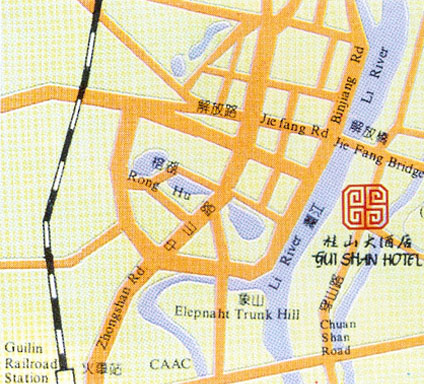 解放路
Jie fang Rd
Binjiang Rd
Li River
解放橋
Jie Fang Bridge
榕湖
Rong Hu
中山路
Zhongshan Rd
灕江
Li River
桂山大酒店
GUI SHAN HOTEL
象山
Elepnaht Trunk Hill
穿山路
Chuan
Shan
Road
Guilin
Railroad
Station
火車站
CAAC